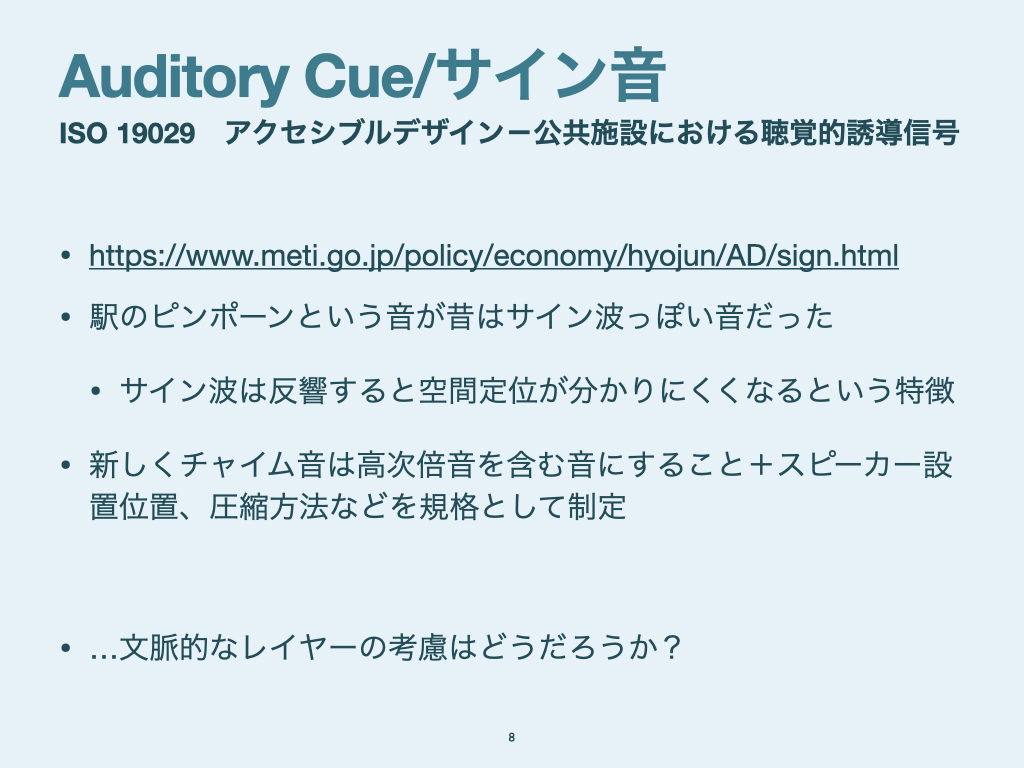 Auditory Cue/サイン音
ISO 19029　アクセシブルデザイン－公共施設における聴覚的誘導信号
• https://www.meti.go.jp/policy/economy/hyojun/AD/sign.html
• 駅のピンポーンという音が昔はサイン波っぽい音だった
• サイン波は反響すると空間定位が分かりにくくなるという特徴
• 新しくチャイム音は高次倍音を含む音にすること＋スピーカー設
置位置、圧縮方法などを規格として制定
• …文脈的なレイヤーの考慮はどうだろうか？
8